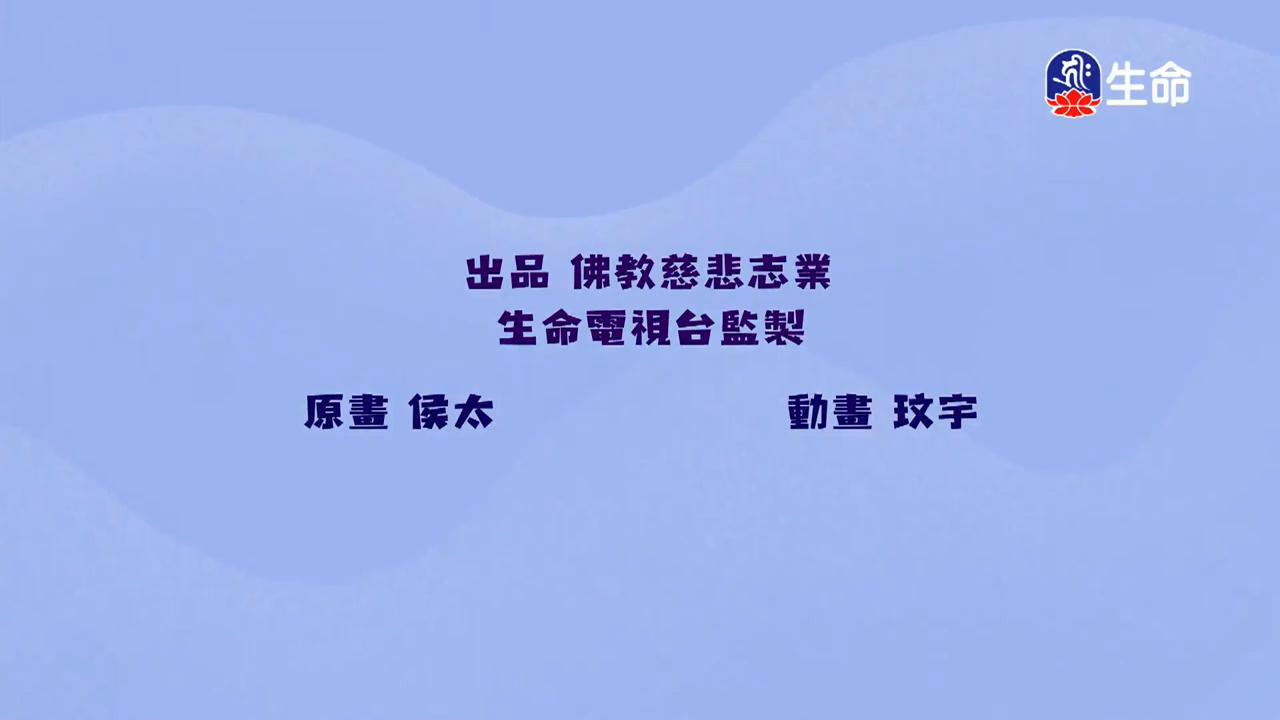 生命
出品 佛教慈悲志業
生命電視台監製
原畫 侯太
動畫 玟宇